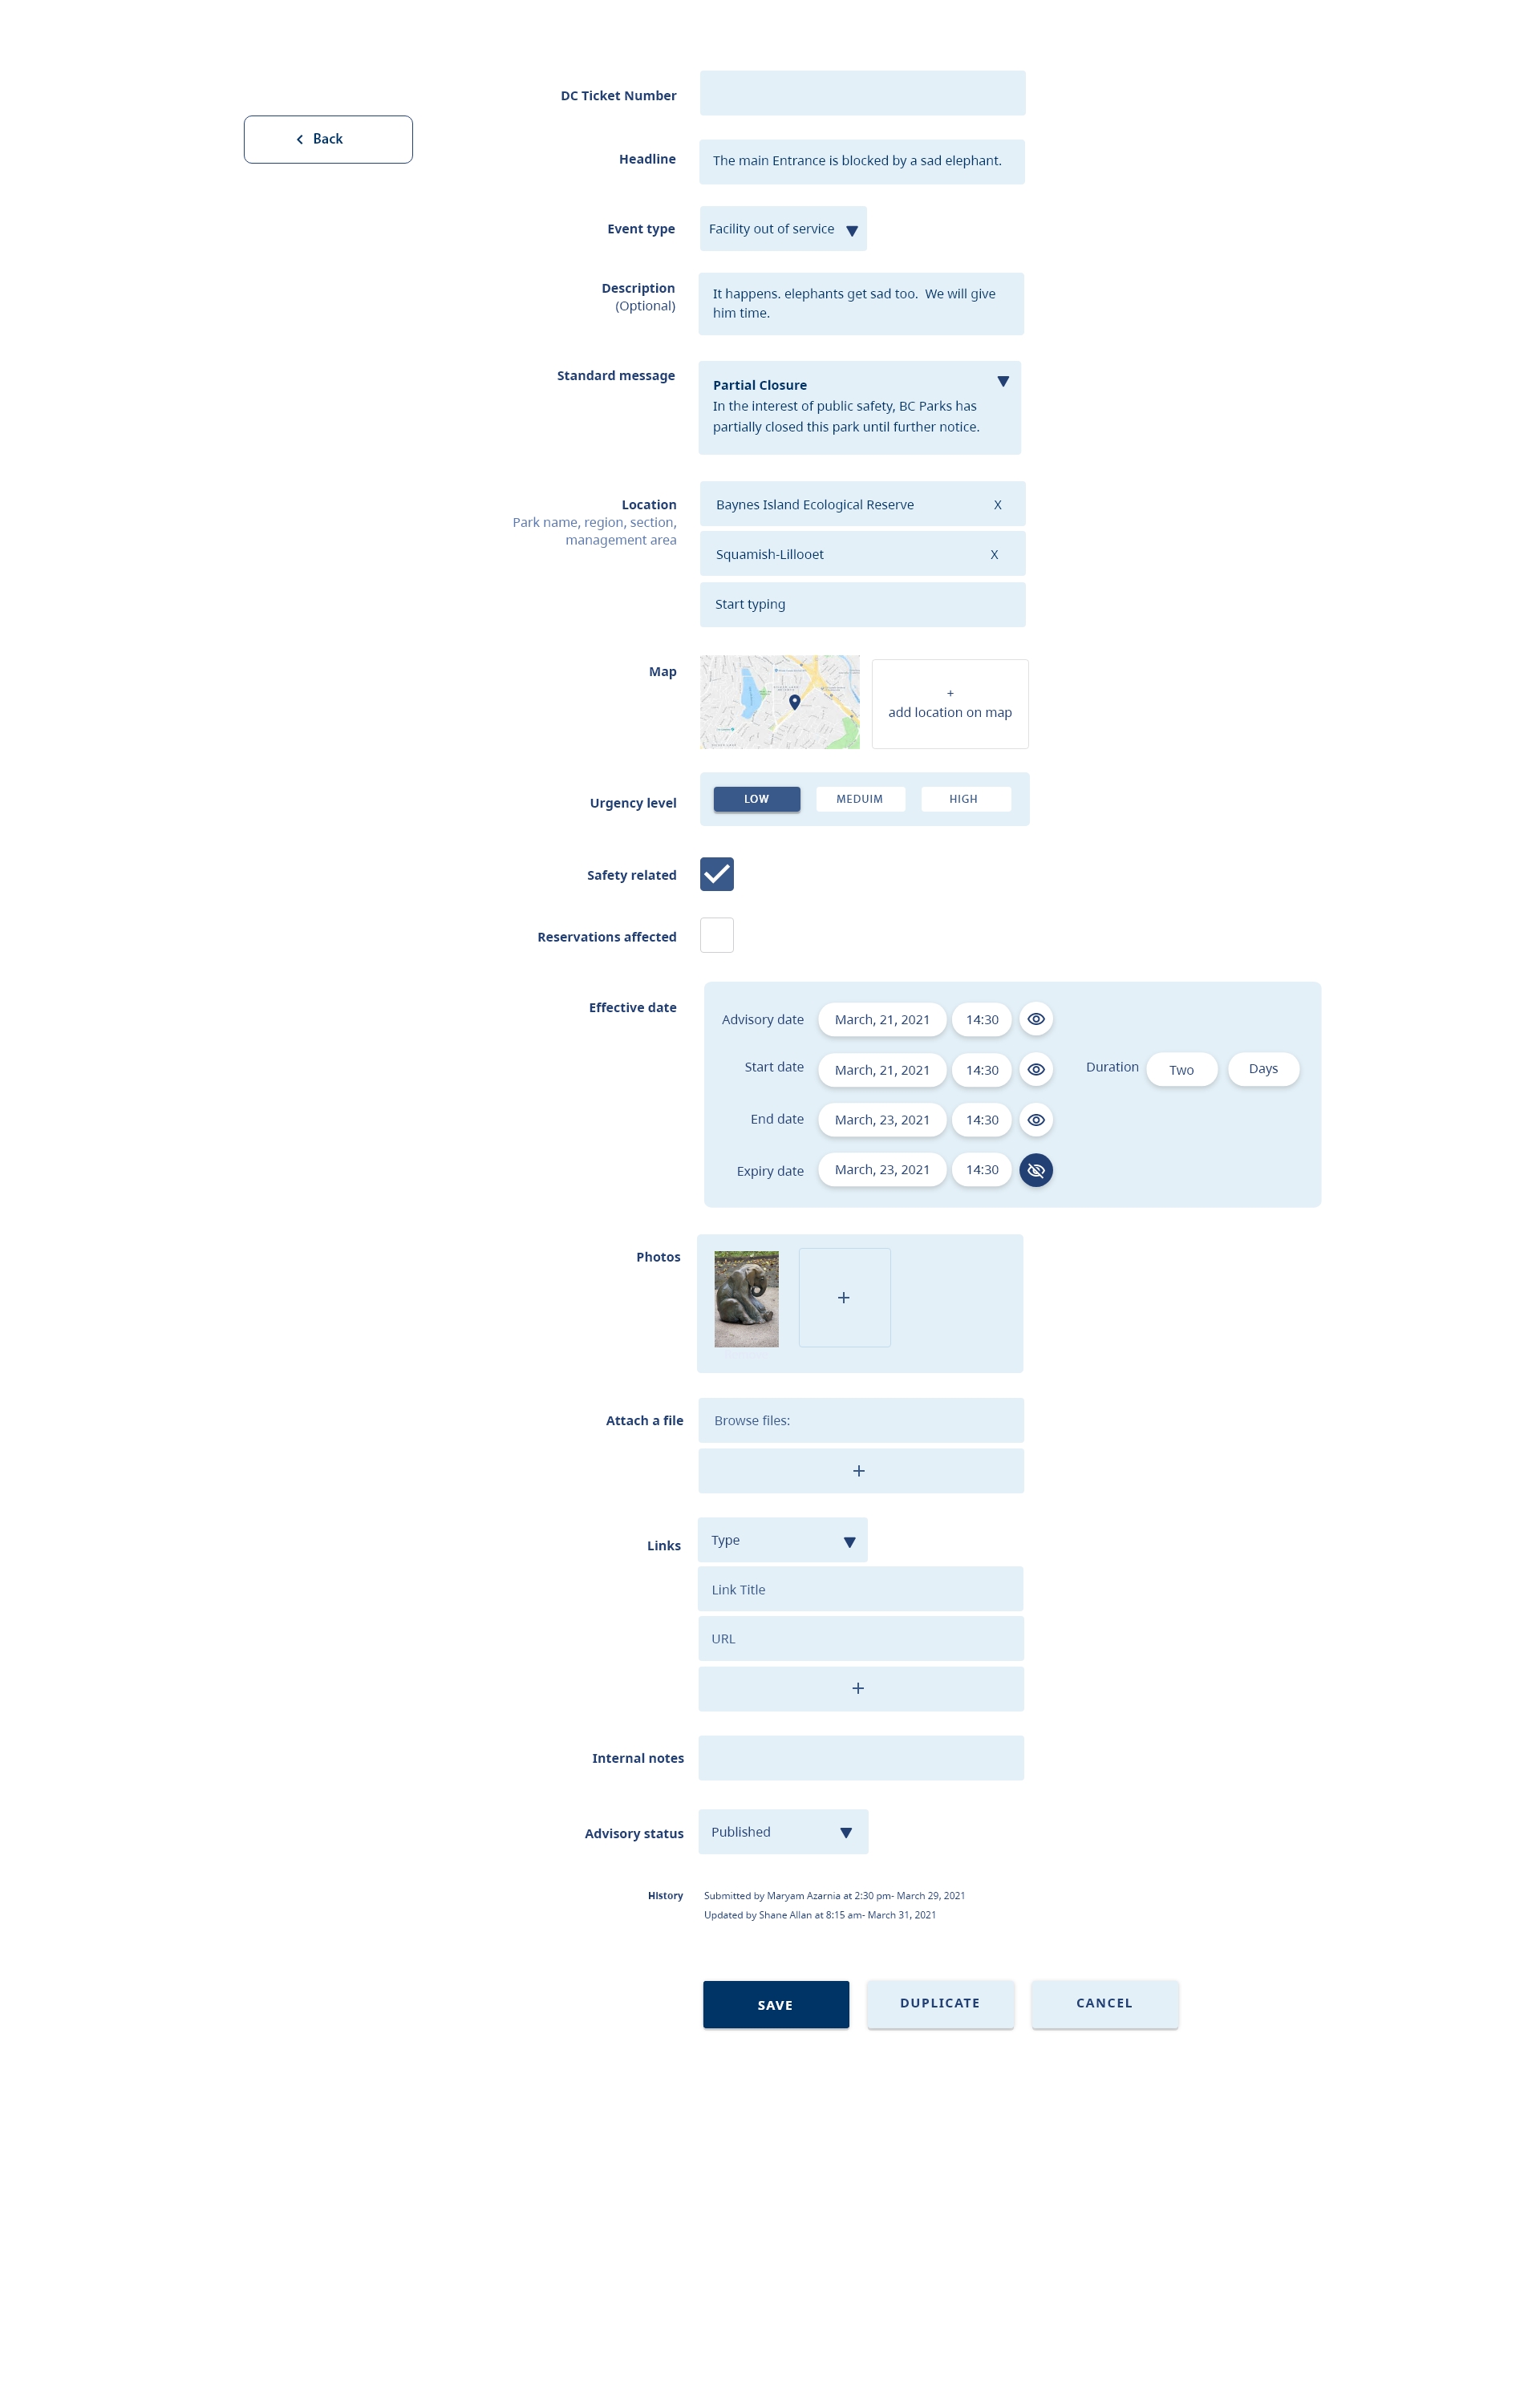 DC Ticket Number
Back
Headline
The main Entrance is blocked by a sad elephant.
Event type
Facility out of service
Description
(Optional)
It happens. elephants get sad too.  We will give
him time.
Standard message
Partial Closure
In the interest of public safety, BC Parks has
partially closed this park until further notice.
Location
Park name, region, section,
management area
Baynes Island Ecological Reserve X
Squamish-Lillooet X
Start typing
Map
+
add location on map
Urgency level
LOW MEDUIM HIGH
Safety related
Reservations affected
Effective date
Advisory date March, 21, 2021 14:30
Start date March, 21, 2021 14:30 Duration Two Days
End date March, 23, 2021 14:30
Expiry date March, 23, 2021 14:30
Photos
+
Attach a file
Browse files:
+
Links
Type
Link Title
URL
+
Internal notes
Advisory status
Published
History
Submitted by Maryam Azarnia at 2:30 pm- March 29, 2021
Updated by Shane Allan at 8:15 am- March 31, 2021
SAVE DUPLICATE CANCEL